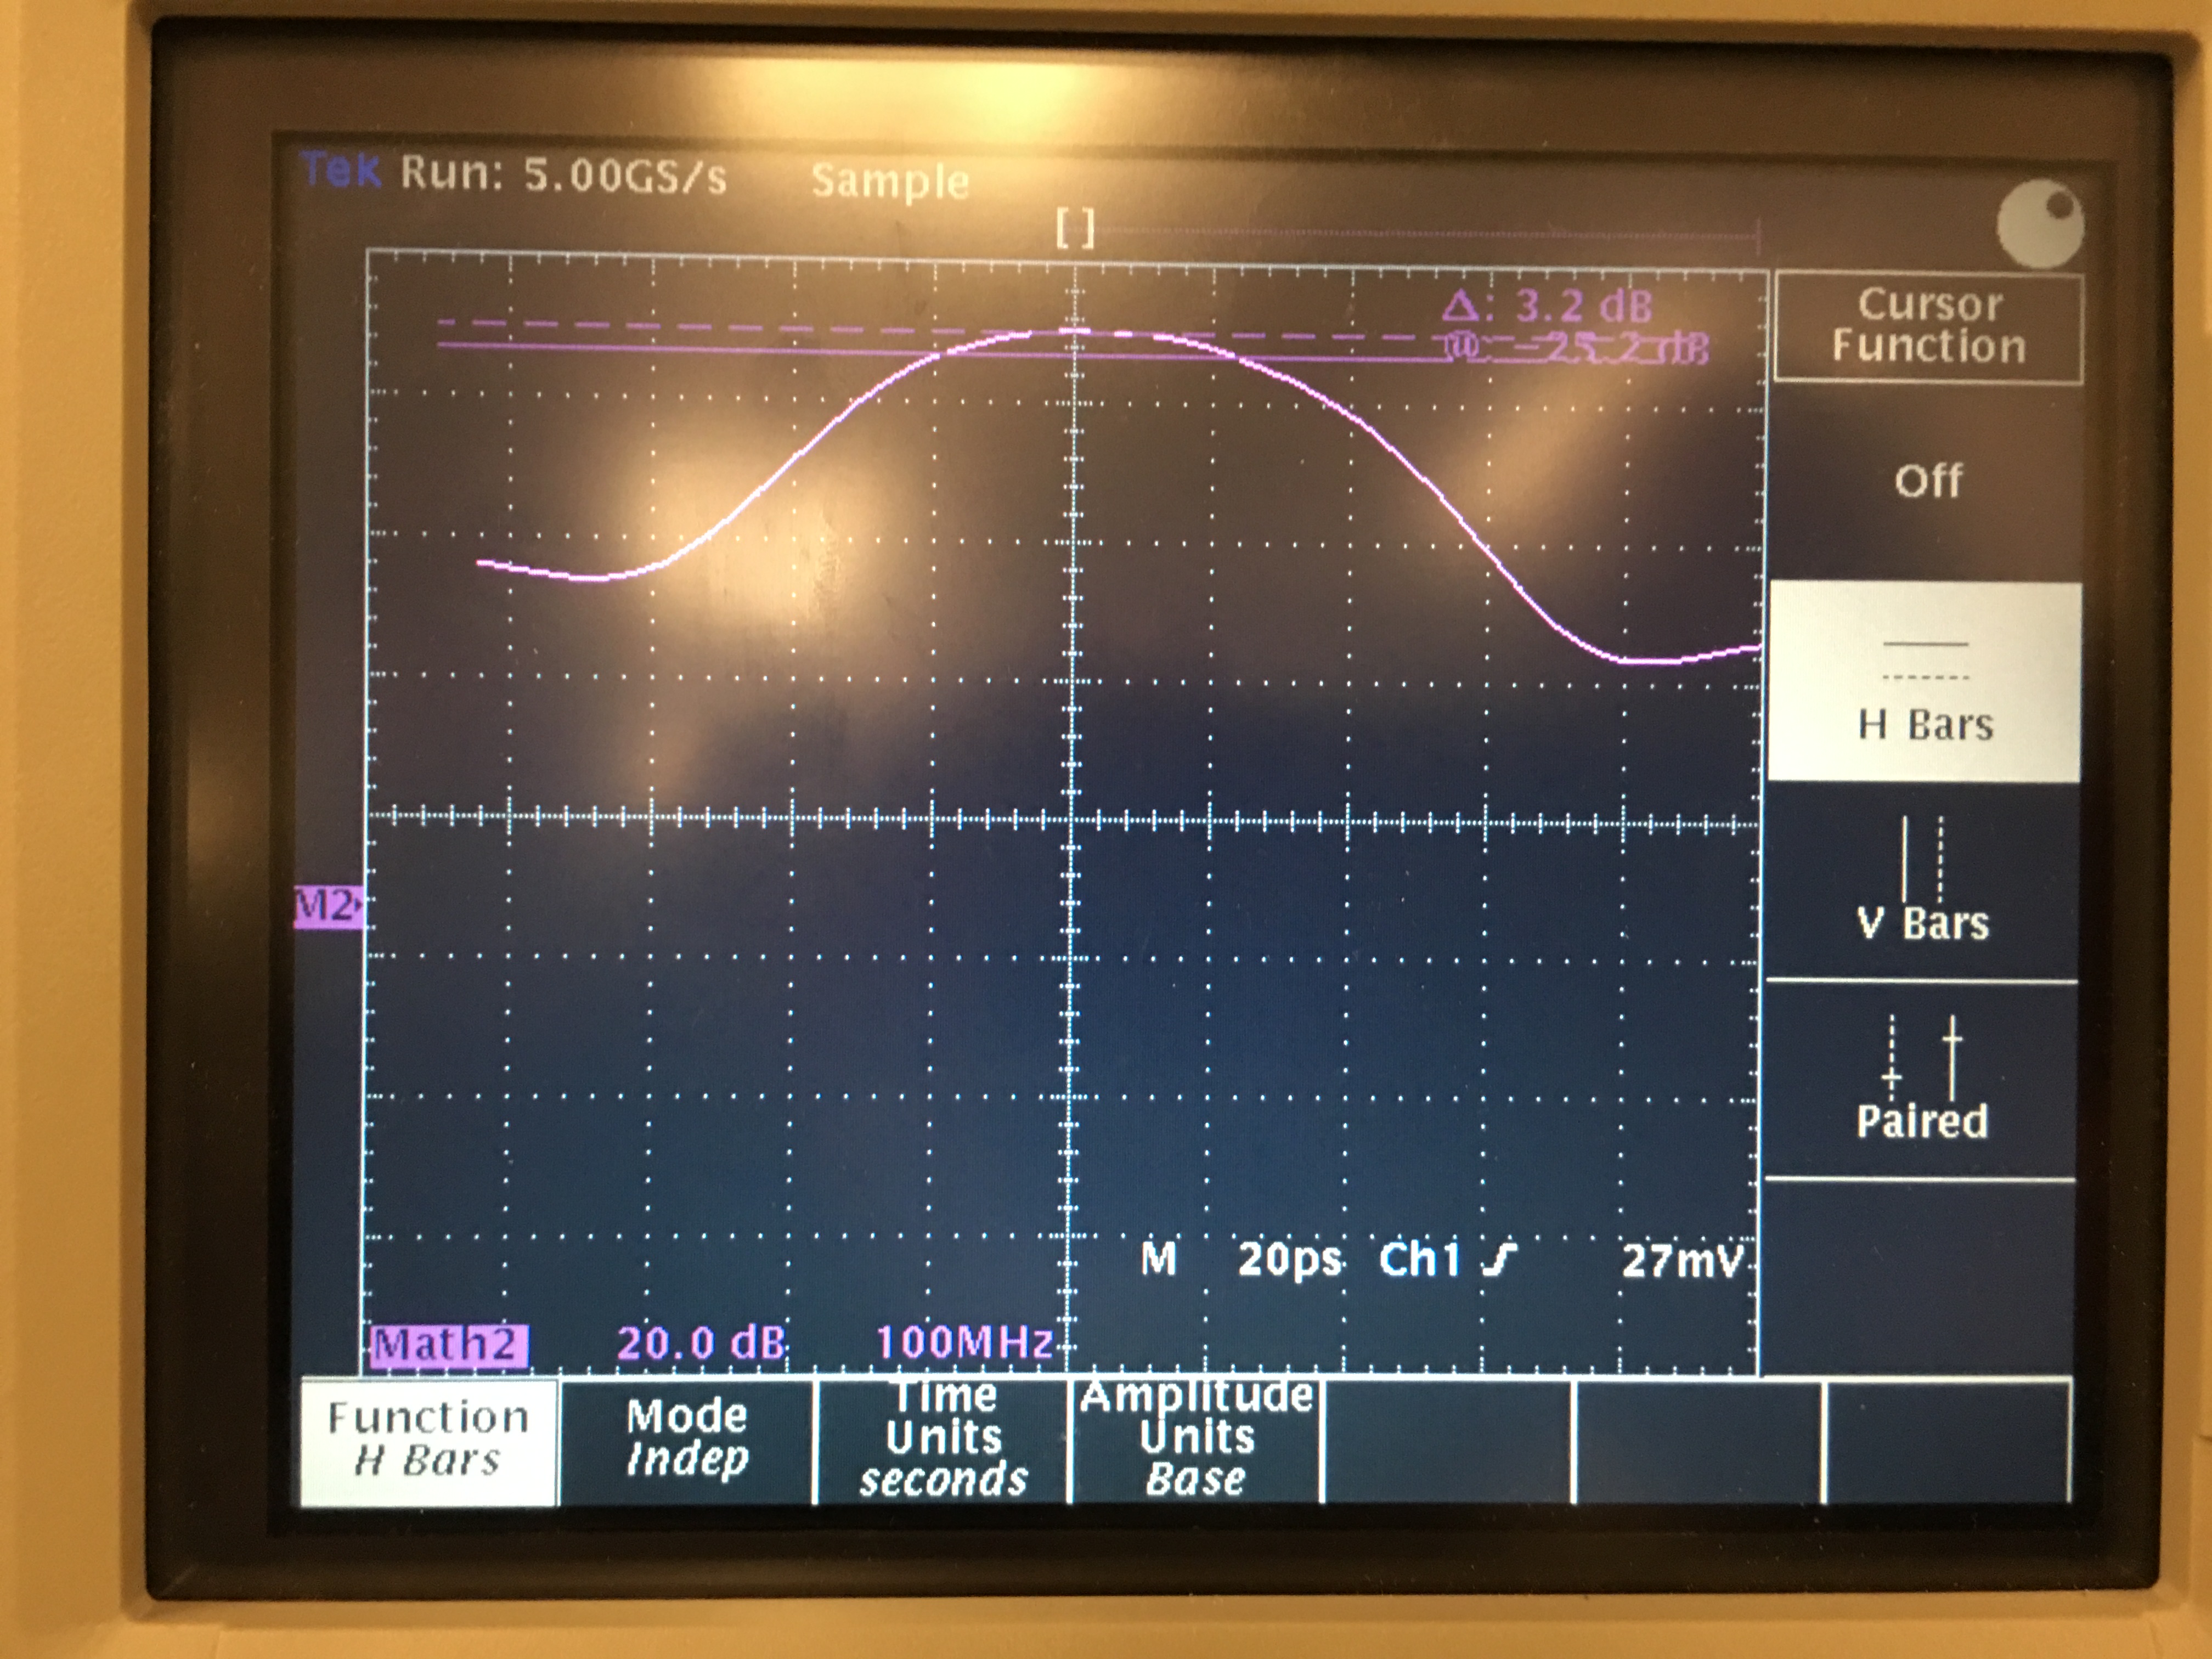 Tek Run: 5.00GS/s Sample
[ ]
Δ: 3.2 dB
@: -25.2 dB
Cursor
Function
Off
H Bars
V Bars
Paired
M2
M 20ps Ch1 27mV
Math2 20.0 dB 100MHz
Function
H Bars
Mode
Indep
Time
Units
seconds
Amplitude
Units
Base